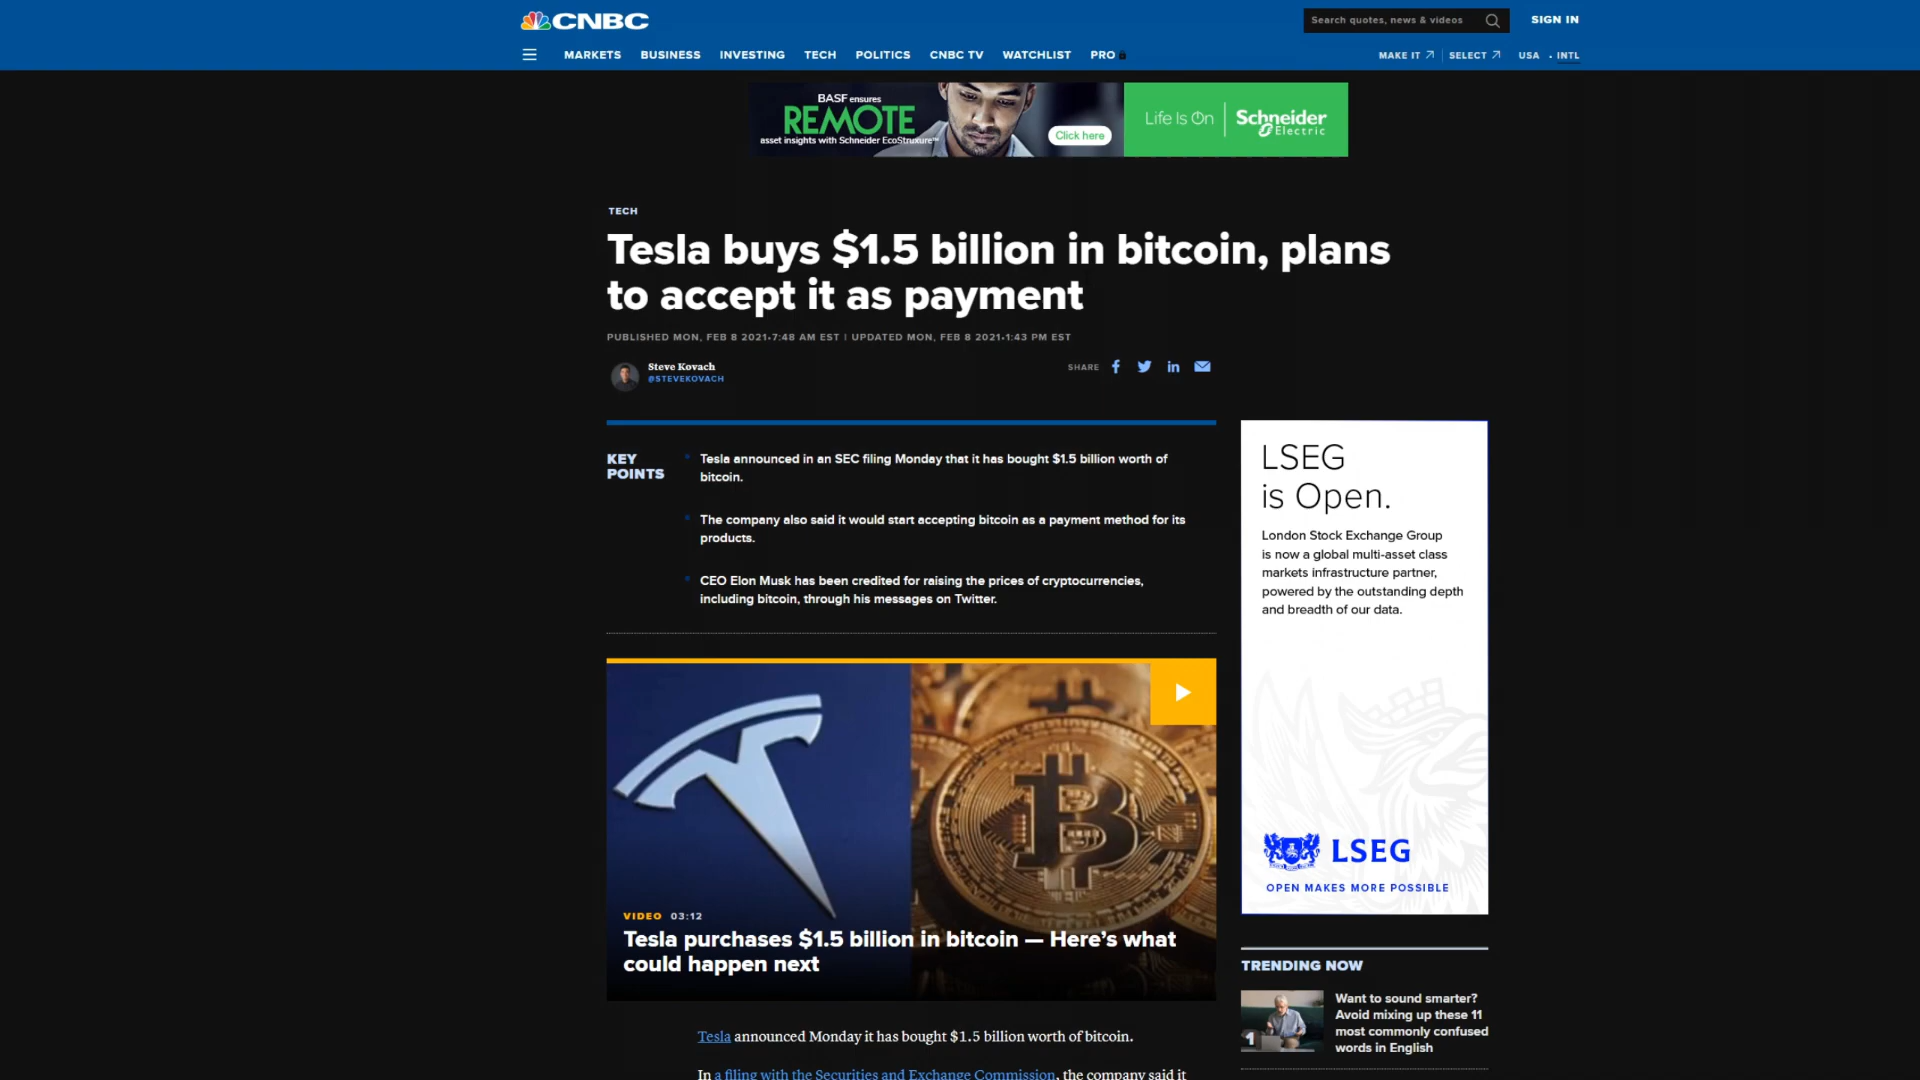 CNBC
Search quotes, news & videos
SIGN IN
MARKETS BUSINESS INVESTING TECH POLITICS CNBC TV WATCHLIST PRO
MAKE IT SELECT USA • INTL
BASF ensures
REMOTE
asset insights with Schneider EcoStruxure™
Click here
Life Is On
Schneider
Electric
TECH
Tesla buys $1.5 billion in bitcoin, plans
to accept it as payment
PUBLISHED MON, FEB 8 2021•7:48 AM EST | UPDATED MON, FEB 8 2021•1:43 PM EST
Steve Kovach
@STEVEKOVACH
SHARE
KEY
POINTS
Tesla announced in an SEC filing Monday that it has bought $1.5 billion worth of
bitcoin.
The company also said it would start accepting bitcoin as a payment method for its
products.
CEO Elon Musk has been credited for raising the prices of cryptocurrencies,
including bitcoin, through his messages on Twitter.
VIDEO 03:12
Tesla purchases $1.5 billion in bitcoin — Here’s what
could happen next
Tesla announced Monday it has bought $1.5 billion worth of bitcoin.
In a filing with the Securities and Exchange Commission, the company said it
LSEG
is Open.
London Stock Exchange Group
is now a global multi-asset class
markets infrastructure partner,
powered by the outstanding depth
and breadth of our data.
LSEG
OPEN MAKES MORE POSSIBLE
TRENDING NOW
1
Want to sound smarter?
Avoid mixing up these 11
most commonly confused
words in English